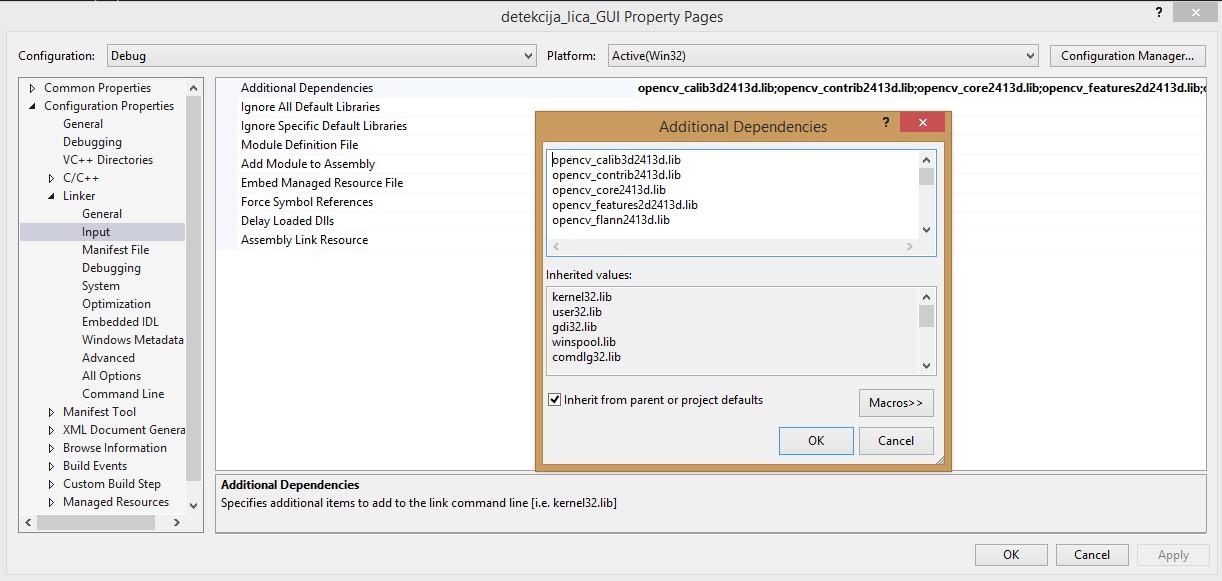 detekcija_lica_GUI Property Pages
?
Configuration: Debug Platform: Active(Win32) Configuration Manager...
Common Properties
Configuration Properties
General
Debugging
VC++ Directories
C/C++
Linker
General
Input
Manifest File
Debugging
System
Optimization
Embedded IDL
Windows Metadata
Advanced
All Options
Command Line
Manifest Tool
XML Document Genera
Browse Information
Build Events
Custom Build Step
Managed Resources
Additional Dependencies opencv_calib3d2413d.lib;opencv_contrib2413d.lib;opencv_core2413d.lib;opencv_features2d2413d.lib;
Ignore All Default Libraries
Ignore Specific Default Libraries
Module Definition File
Add Module to Assembly
Embed Managed Resource File
Force Symbol References
Delay Loaded Dlls
Assembly Link Resource
Additional Dependencies
?
opencv_calib3d2413d.lib
opencv_contrib2413d.lib
opencv_core2413d.lib
opencv_features2d2413d.lib
opencv_flann2413d.lib
Inherited values:
kernel32.lib
user32.lib
gdi32.lib
winspool.lib
comdlg32.lib
Inherit from parent or project defaults
Macros>>
OK Cancel
Additional Dependencies
Specifies additional items to add to the link command line [i.e. kernel32.lib]
OK Cancel Apply